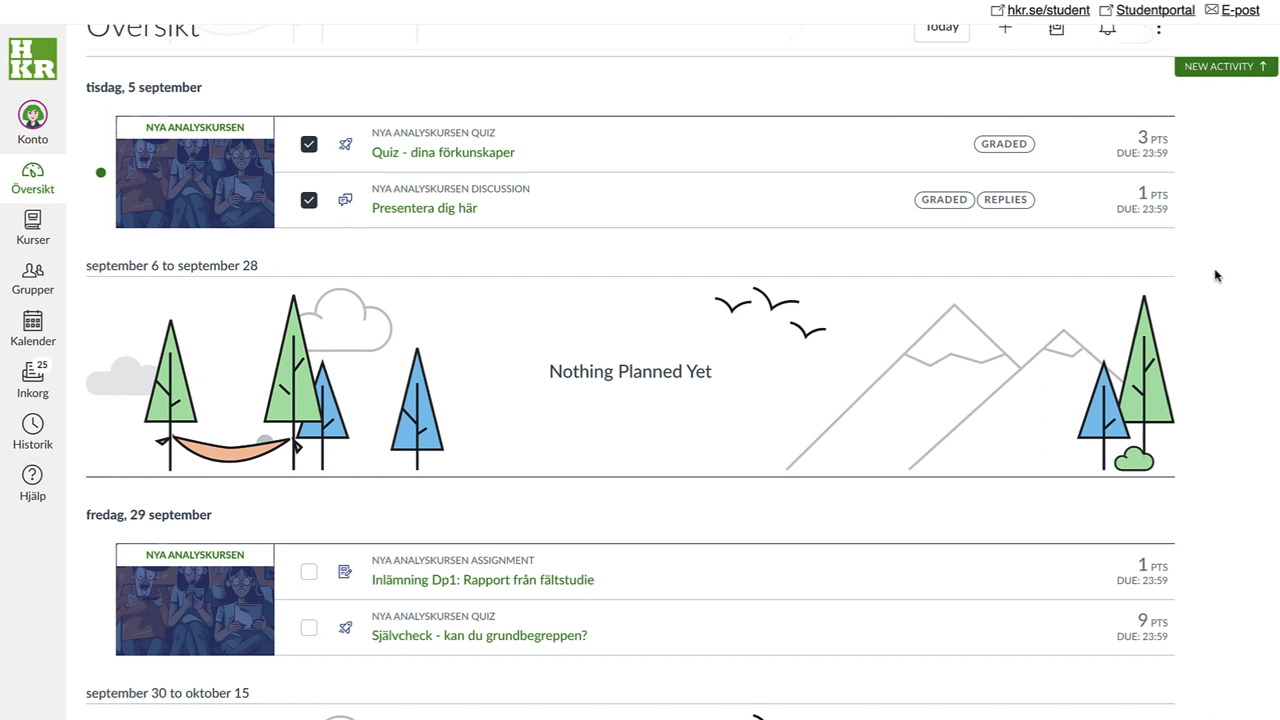 hkr.se/student Studentportal E-post
Översikt
Today
HKR
NEW ACTIVITY ↑
Konto
Översikt
Kurser
Grupper
Kalender
25
Inkorg
Historik
Hjälp
tisdag, 5 september
NYA ANALYSKURSEN
NYA ANALYSKURSEN QUIZ
Quiz - dina förkunskaper
GRADED
3 PTS
DUE: 23:59
NYA ANALYSKURSEN DISCUSSION
Presentera dig här
GRADED REPLIES
1 PTS
DUE: 23:59
september 6 to september 28
Nothing Planned Yet
fredag, 29 september
NYA ANALYSKURSEN
NYA ANALYSKURSEN ASSIGNMENT
Inlämning Dp1: Rapport från fältstudie
1 PTS
DUE: 23:59
NYA ANALYSKURSEN QUIZ
Självcheck - kan du grundbegreppen?
9 PTS
DUE: 23:59
september 30 to oktober 15